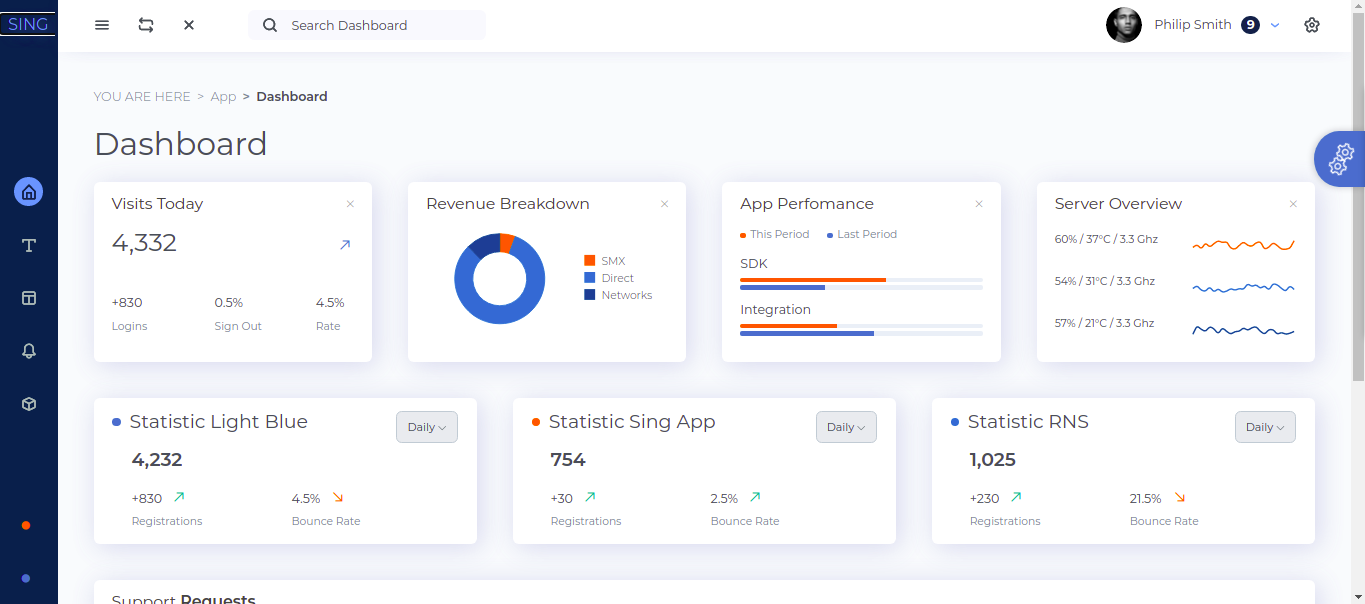 SING
Search Dashboard
Philip Smith 9
YOU ARE HERE > App > Dashboard
Dashboard
Visits Today
4,332
+830 0.5% 4.5%
Logins Sign Out Rate
Revenue Breakdown
SMX
Direct
Networks
App Perfomance
This Period Last Period
SDK
Integration
Server Overview
60% / 37°C / 3.3 Ghz
54% / 31°C / 3.3 Ghz
57% / 21°C / 3.3 Ghz
Statistic Light Blue Daily
4,232
+830 4.5%
Registrations Bounce Rate
Statistic Sing App Daily
754
+30 2.5%
Registrations Bounce Rate
Statistic RNS Daily
1,025
+230 21.5%
Registrations Bounce Rate
Support Requests